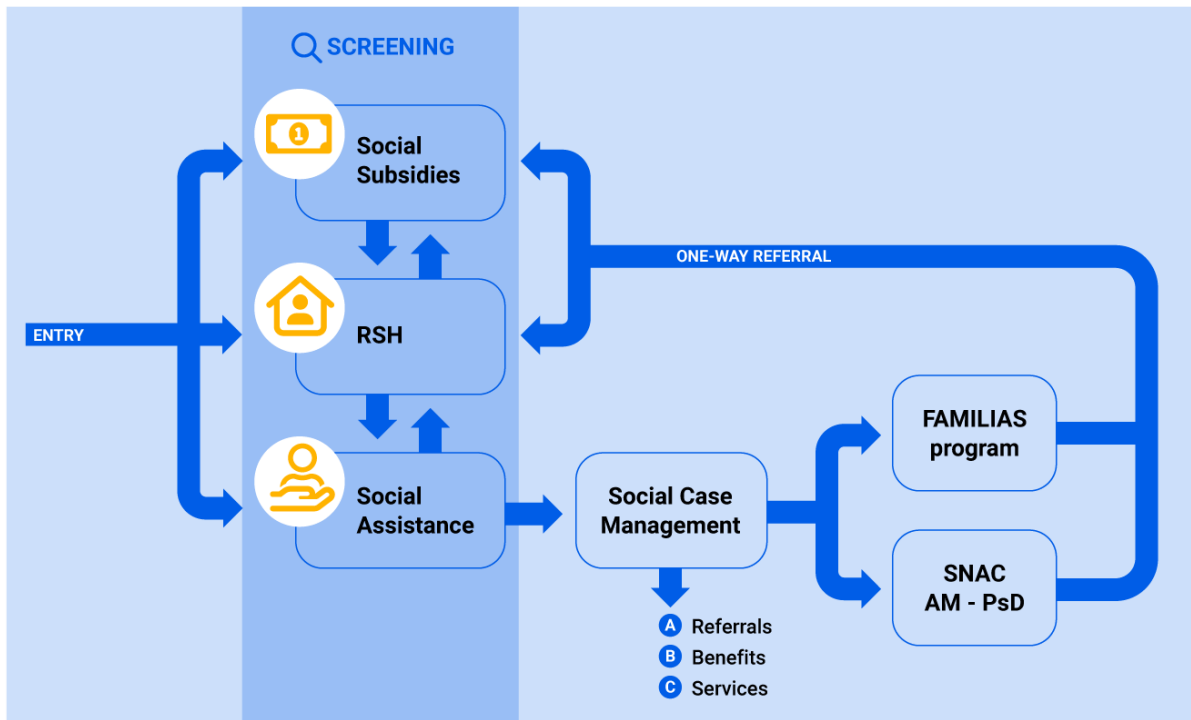 SCREENING
1
Social
Subsidies
ONE-WAY REFERRAL
ENTRY
RSH
FAMILIAS
program
Social
Assistance
Social Case
Management
SNAC
AM - PsD
A Referrals
B Benefits
C Services